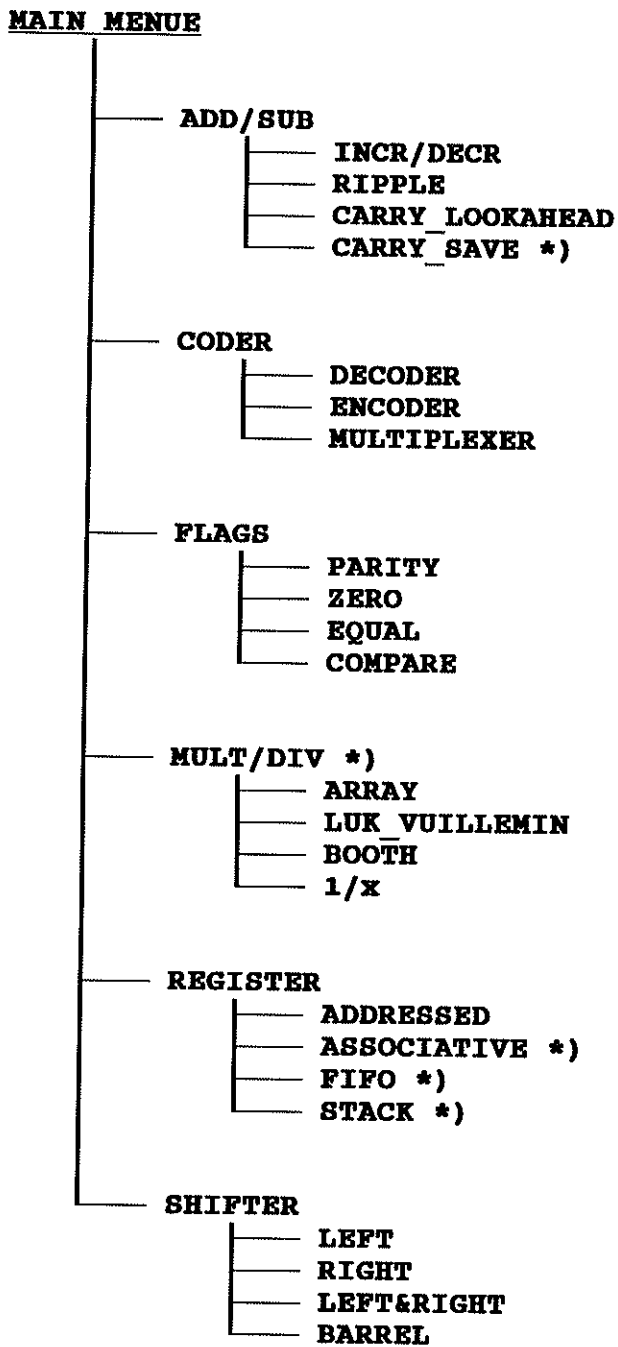 MAIN MENUE
ADD/SUB
INCR/DECR
RIPPLE
CARRY_LOOKAHEAD
CARRY_SAVE *)
CODER
DECODER
ENCODER
MULTIPLEXER
FLAGS
PARITY
ZERO
EQUAL
COMPARE
MULT/DIV *)
ARRAY
LUK_VUILLEMIN
BOOTH
1/x
REGISTER
ADDRESSED
ASSOCIATIVE *)
FIFO *)
STACK *)
SHIFTER
LEFT
RIGHT
LEFT&RIGHT
BARREL